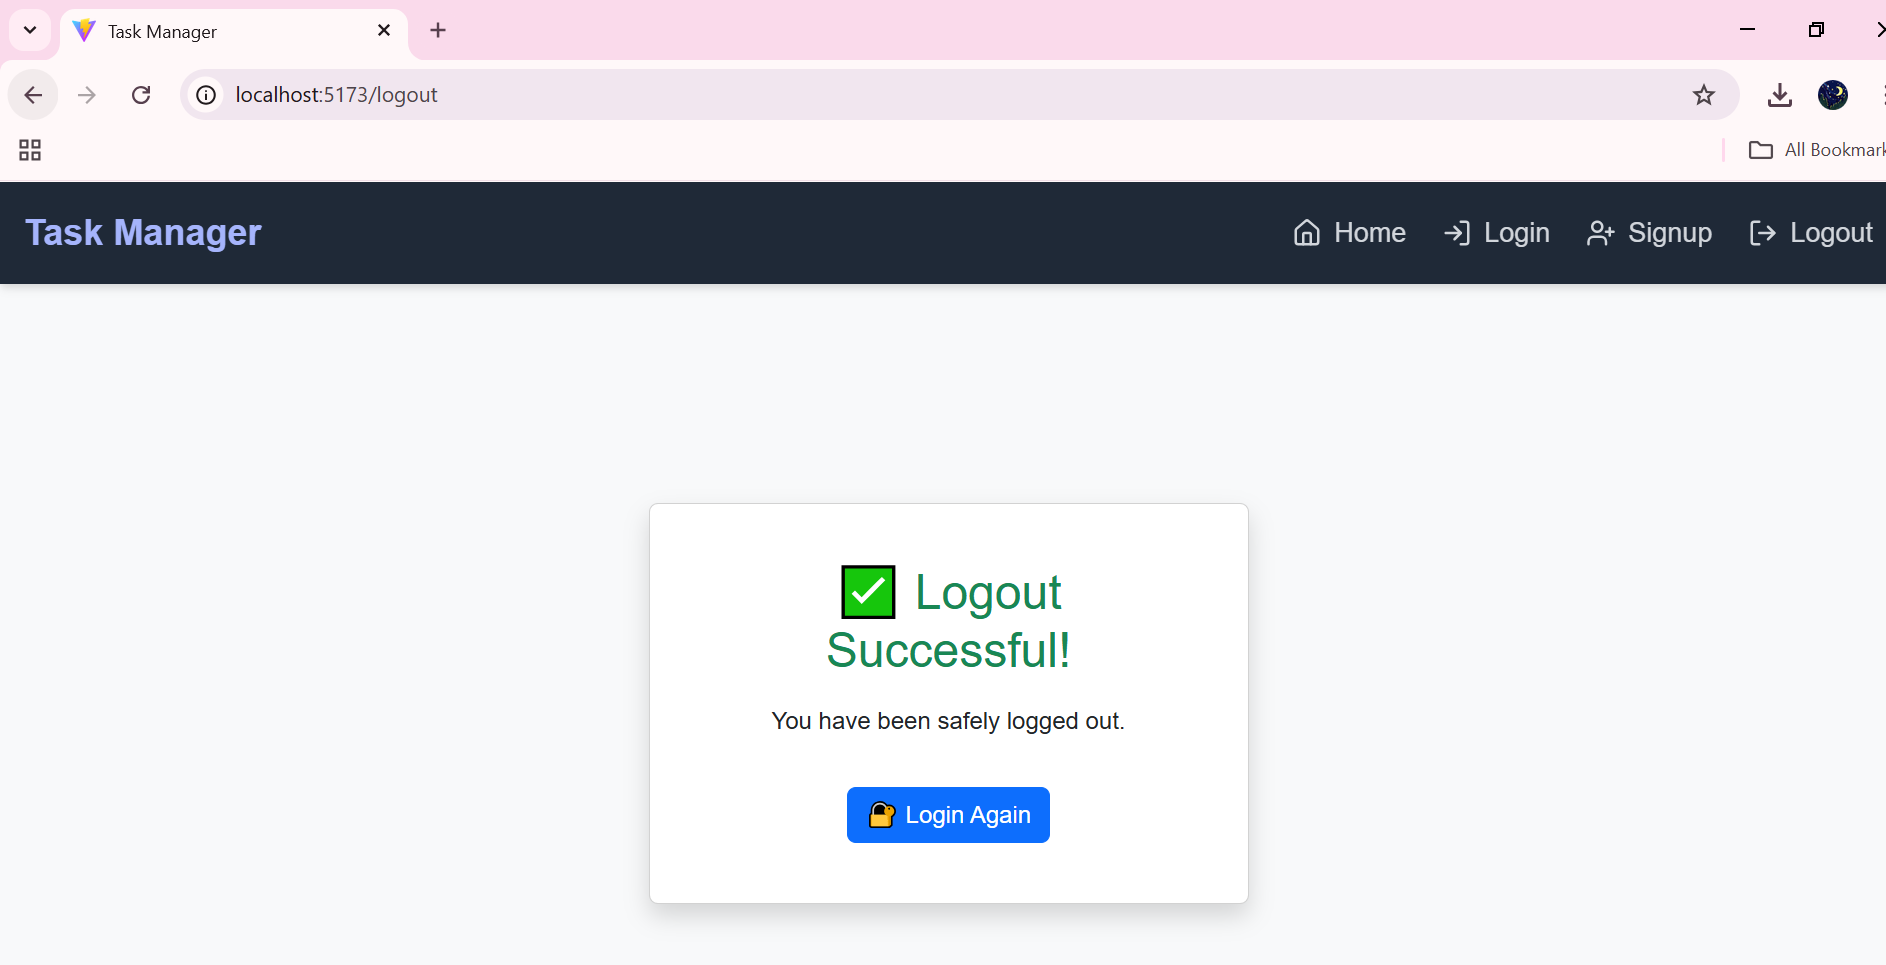 Task Manager
localhost:5173/logout
All Bookmark
Task Manager
Home
Login
Signup
Logout
✅ Logout
Successful!
You have been safely logged out.
🔐 Login Again